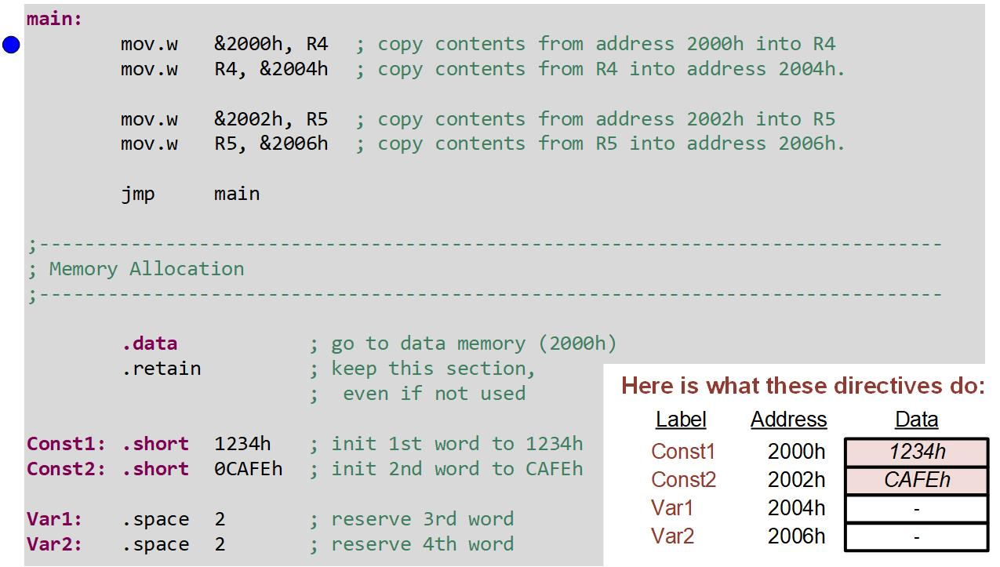 main:
mov.w &2000h, R4 ; copy contents from address 2000h into R4
mov.w R4, &2004h ; copy contents from R4 into address 2004h.
mov.w &2002h, R5 ; copy contents from address 2002h into R5
mov.w R5, &2006h ; copy contents from R5 into address 2006h.
jmp main
;-------------------------------------------------------------------------------
; Memory Allocation
;-------------------------------------------------------------------------------
.data ; go to data memory (2000h)
.retain ; keep this section,
; even if not used
Const1: .short 1234h ; init 1st word to 1234h
Const2: .short 0CAFEh ; init 2nd word to CAFEh
Var1: .space 2 ; reserve 3rd word
Var2: .space 2 ; reserve 4th word
Here is what these directives do:
Label Address Data
Const1 2000h 1234h
Const2 2002h CAFEh
Var1 2004h -
Var2 2006h -